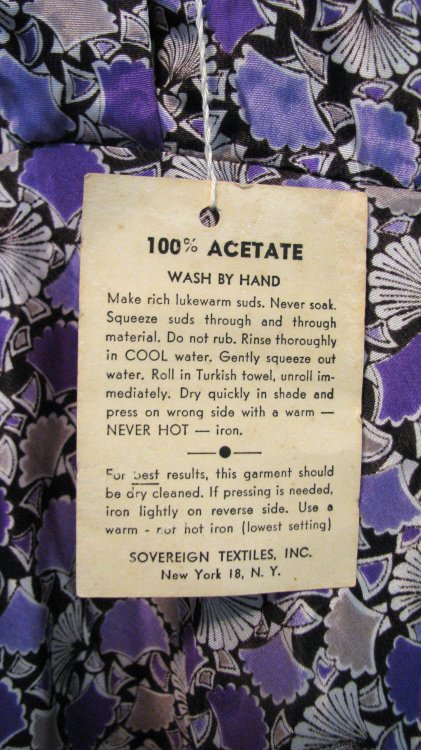 100% ACETATE
WASH BY HAND
Make rich lukewarm suds. Never soak.
Squeeze suds through and through
material. Do not rub. Rinse thoroughly
in COOL water. Gently squeeze out
water. Roll in Turkish towel, unroll im-
mediately. Dry quickly in shade and
press on wrong side with a warm —
NEVER HOT — iron.
For best results, this garment should
be dry cleaned. If pressing is needed,
iron lightly on reverse side. Use a
warm - not hot iron (lowest setting)
SOVEREIGN TEXTILES, INC.
New York 18, N. Y.